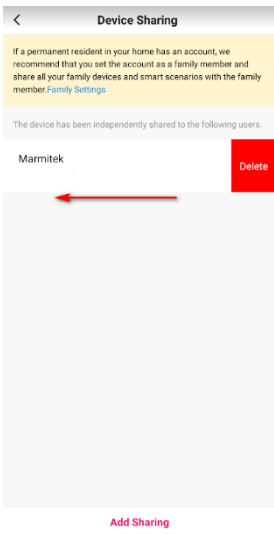 Device Sharing
If a permanent resident in your home has an account, we
recommend that you set the account as a family member and
share all your family devices and smart scenarios with the family
member.Family Settings
The device has been independently shared to the following users.
Marmitek
Delete
Add Sharing